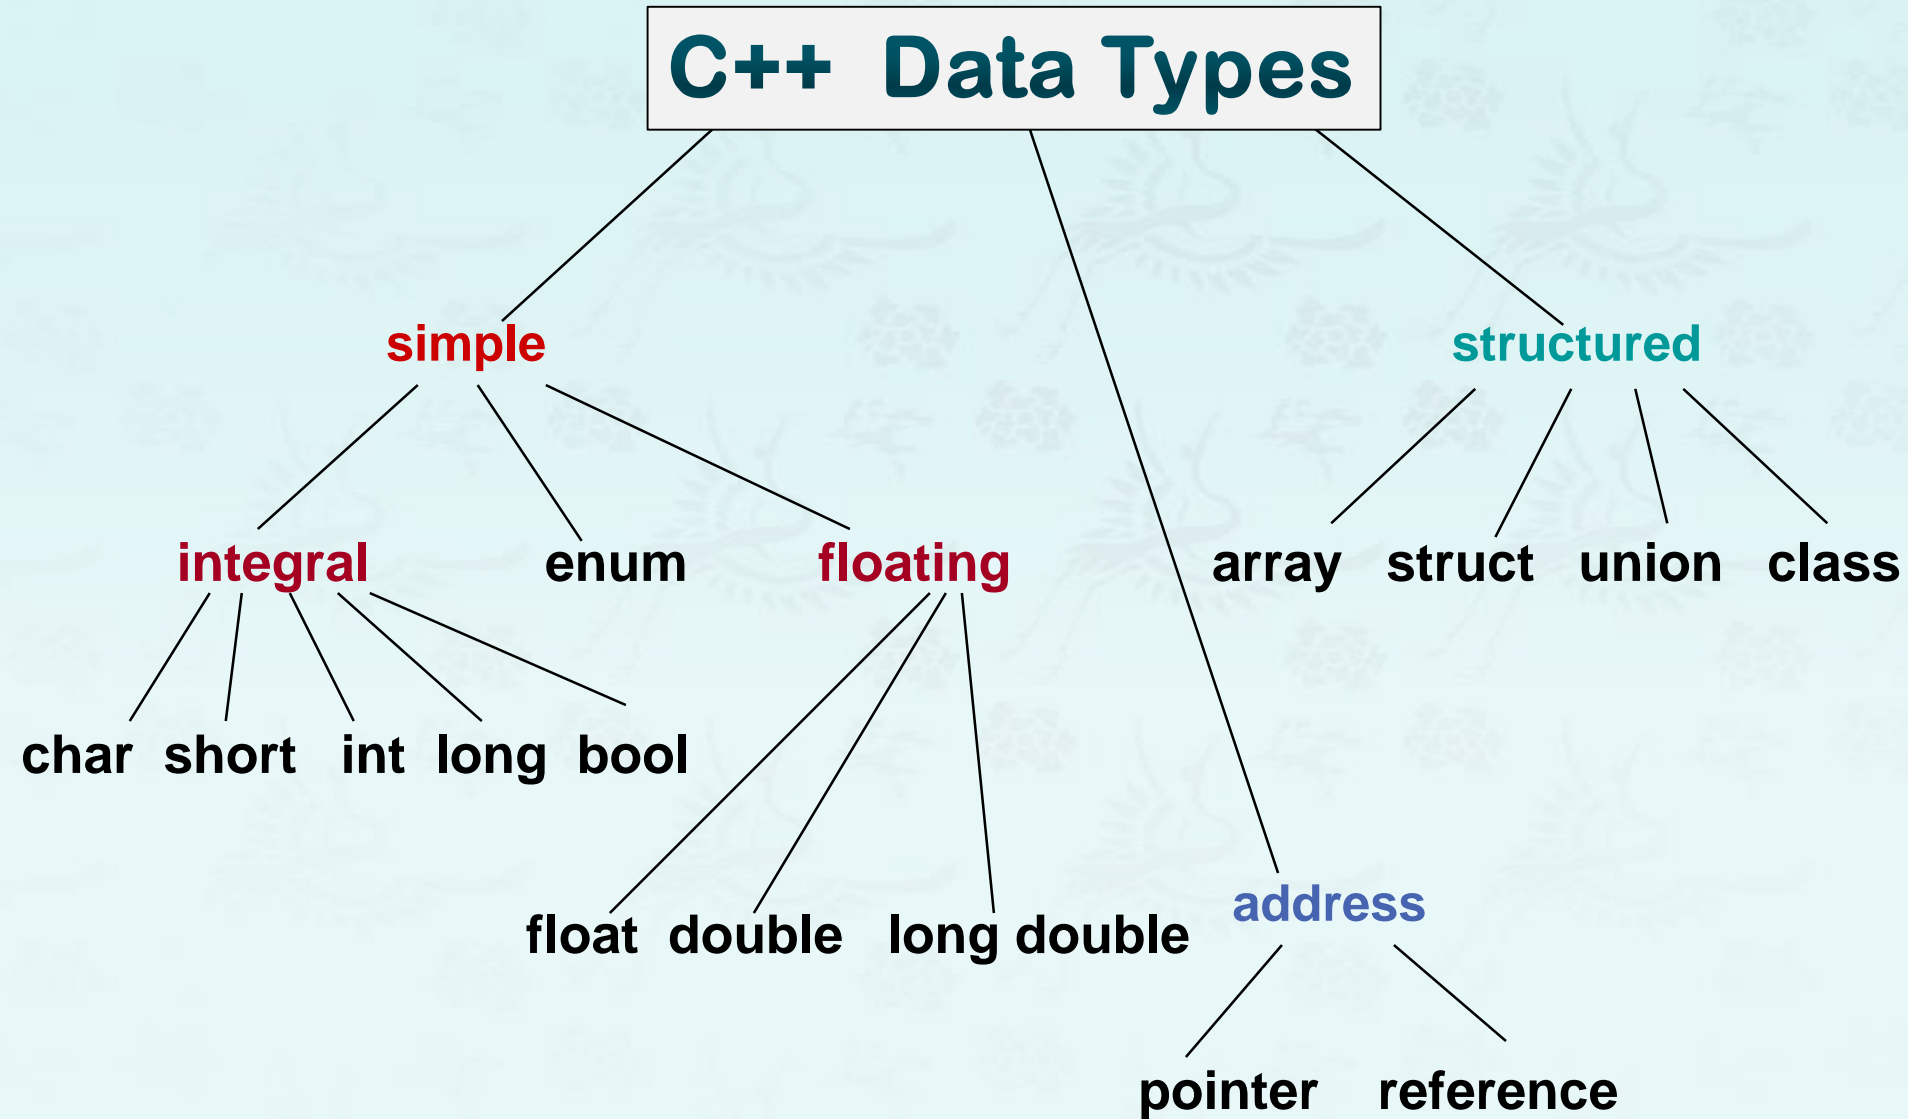 C++ Data Types
simple structured
integral enum floating array struct union class
char short int long bool
address
float double long double
pointer reference